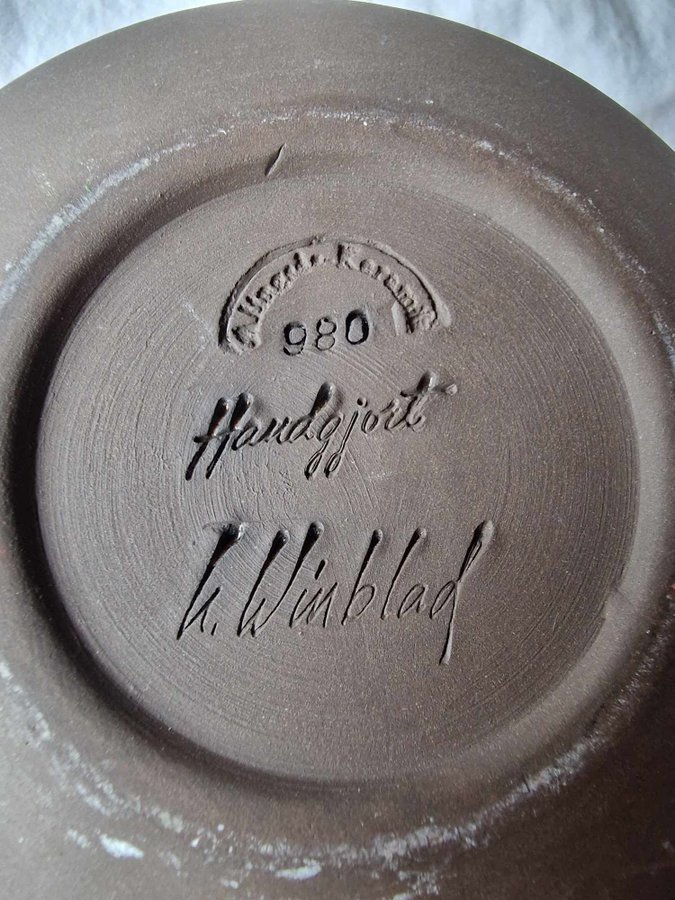 Alingsås Keramik
980
Handgjort
U. Winblad